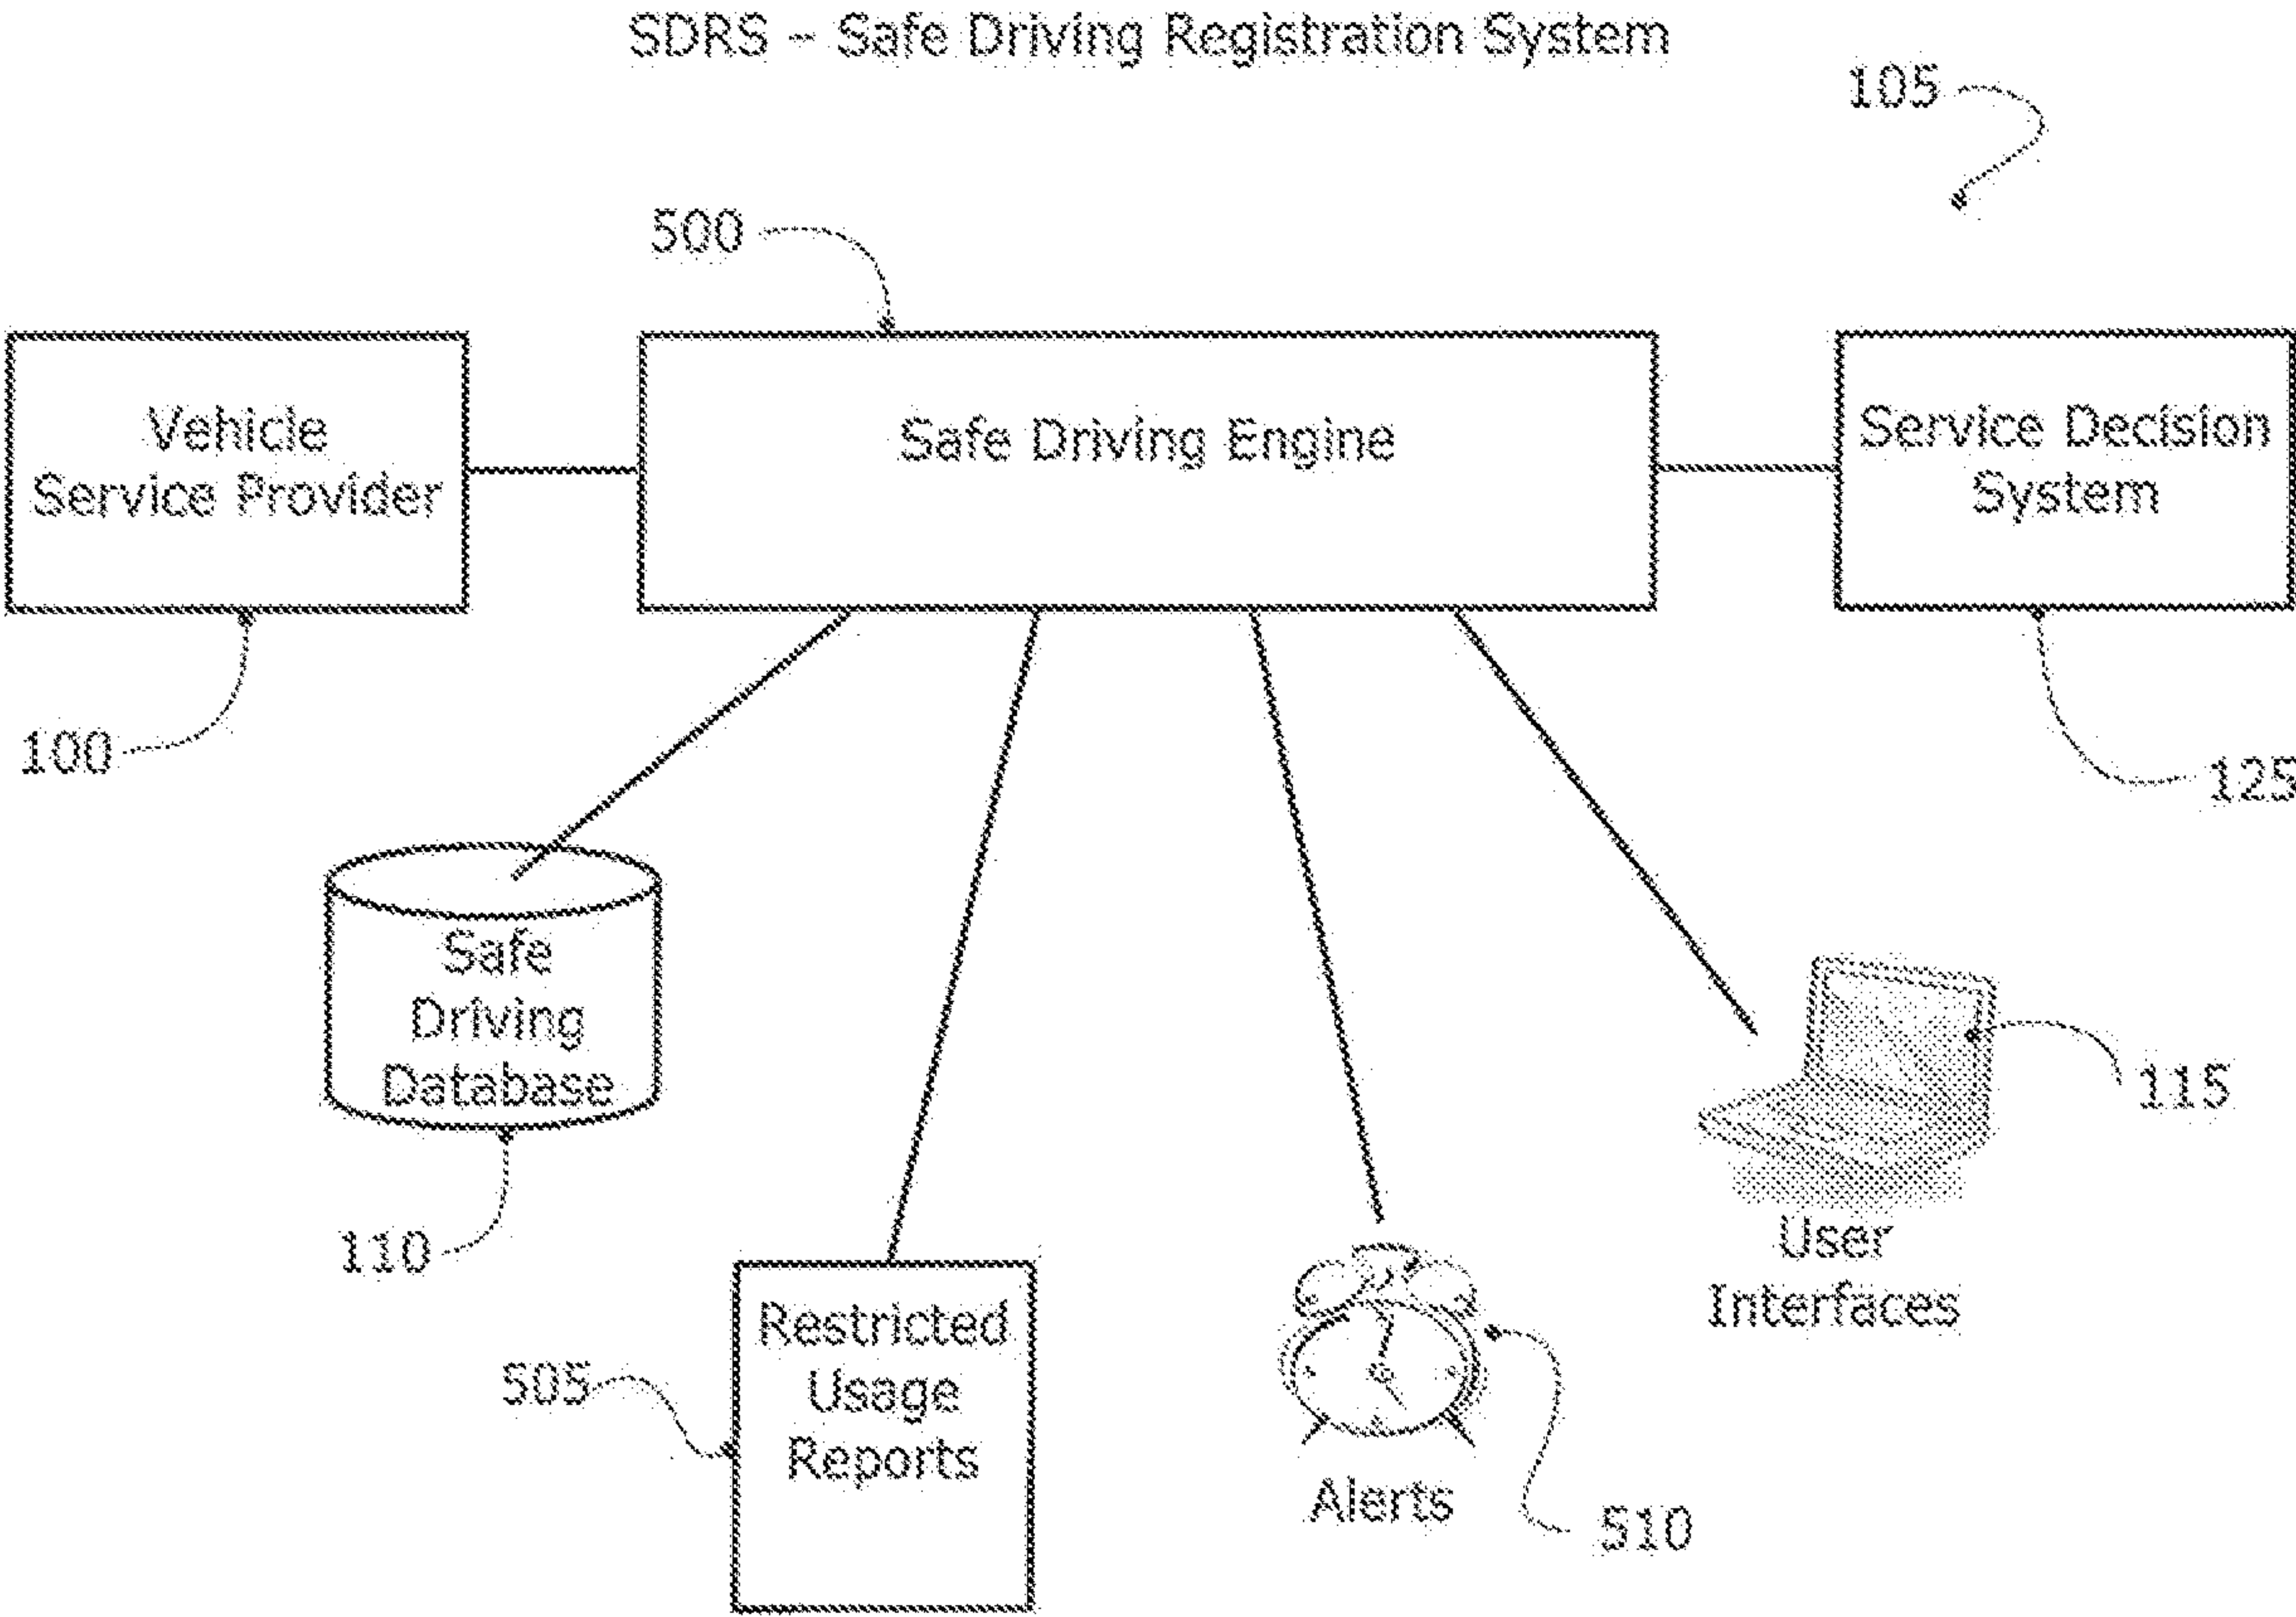 SDRS – Safe Driving Registration System
105
500
Vehicle
Service Provider
Safe Driving Engine
Service Decision
System
100
125
Safe
Driving
Database
115
110
User
Interfaces
Restricted
Usage
Reports
505
Alerts
510